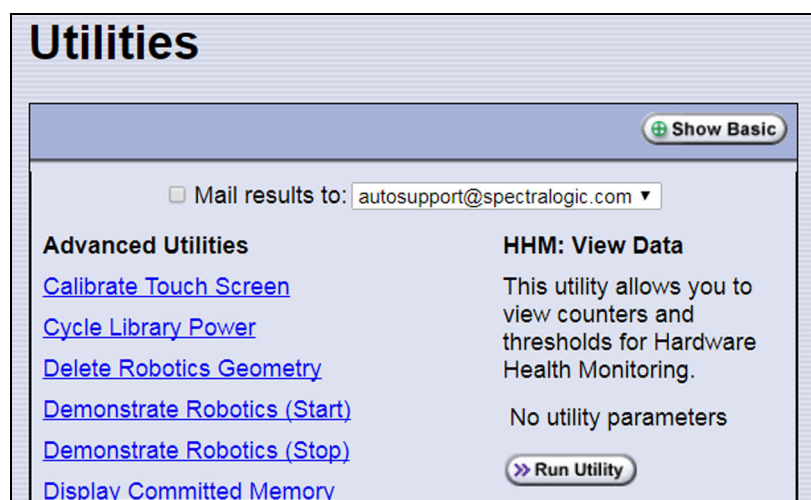 Utilities
Show Basic
Mail results to: autosupport@spectralogic.com
Advanced Utilities
Calibrate Touch Screen
Cycle Library Power
Delete Robotics Geometry
Demonstrate Robotics (Start)
Demonstrate Robotics (Stop)
Display Committed Memory
HHM: View Data
This utility allows you to
view counters and
thresholds for Hardware
Health Monitoring.
No utility parameters
Run Utility